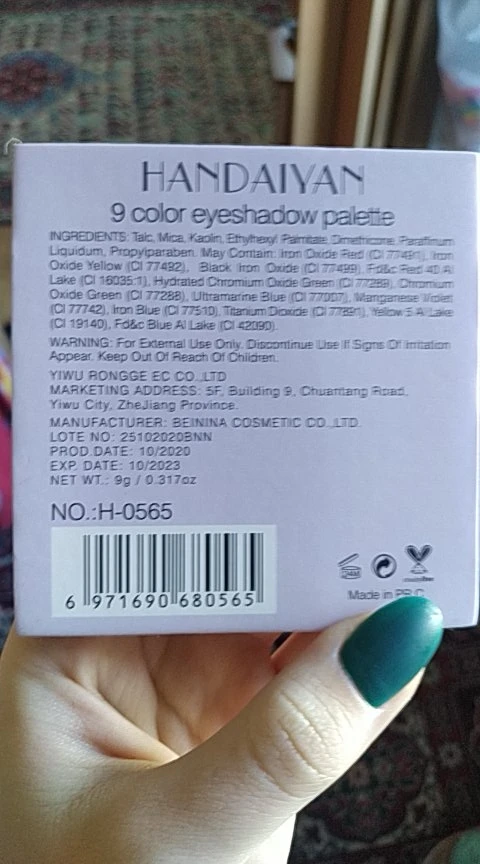 HANDAIYAN
9 color eyeshadow palette
INGREDIENTS: Talc, Mica, Kaolin, Ethylhexyl Palmitate, Dimethicone, Paraffinum
Liquidum, Propylparaben. May Contain: Iron Oxide Red (CI 77491), Iron
Oxide Yellow (CI 77492), Black Iron Oxide (CI 77499), Fd&c Red 40 Al
Lake (CI 16035:1), Hydrated Chromium Oxide Green (CI 77289), Chromium
Oxide Green (CI 77288), Ultramarine Blue (CI 77007), Manganese Violet
(CI 77742), Iron Blue (CI 77510), Titanium Dioxide (CI 77891), Yellow 5 Al Lake
(CI 19140), Fd&c Blue Al Lake (CI 42090).
WARNING: For External Use Only. Discontinue Use If Signs Of Irritation
Appear. Keep Out Of Reach Of Children.
YIWU RONGGE EC CO.,LTD
MARKETING ADDRESS: 5F, Building 9, Chuantang Road,
Yiwu City, ZheJiang Province.
MANUFACTURER: BEININA COSMETIC CO.,LTD.
LOTE NO: 25102020BNN
PROD.DATE: 10/2020
EXP. DATE: 10/2023
NET WT.: 9g / 0.317oz
NO.:H-0565
6 971690 680565
24M
Made in P.R.C